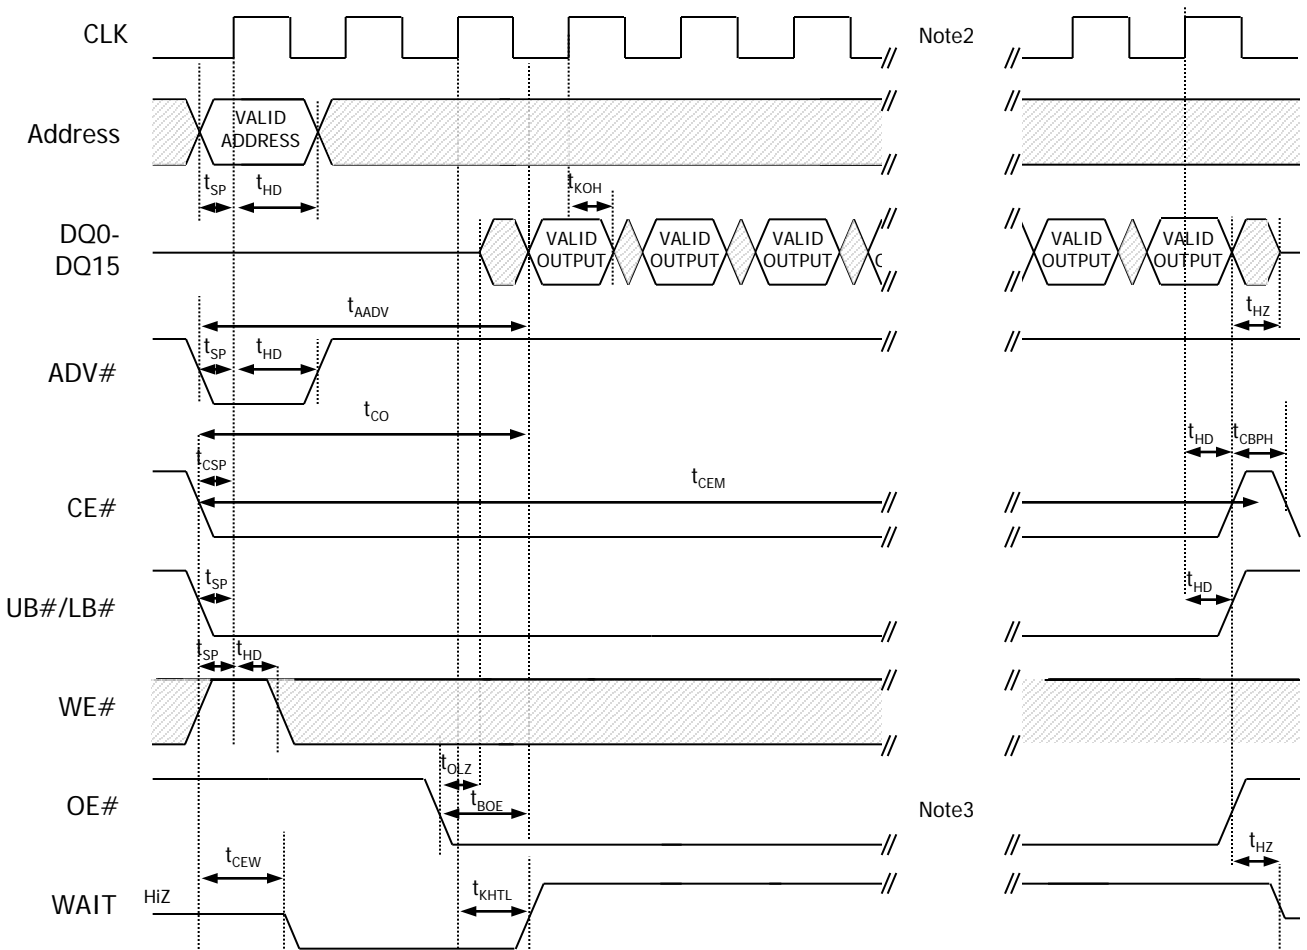 CLK
Note2
Address
VALID
ADDRESS
tSP
tHD
tKOH
DQ0-
DQ15
VALID
OUTPUT
VALID
OUTPUT
VALID
OUTPUT
VALID
OUTPUT
VALID
OUTPUT
tAADV
tHZ
ADV#
tSP
tHD
tCO
tHD
tCBPH
CE#
tCSP
tCEM
UB#/LB#
tSP
tHD
WE#
tSP
tHD
OE#
tOLZ
tBOE
Note3
tHZ
WAIT
HiZ
tCEW
tKHTL